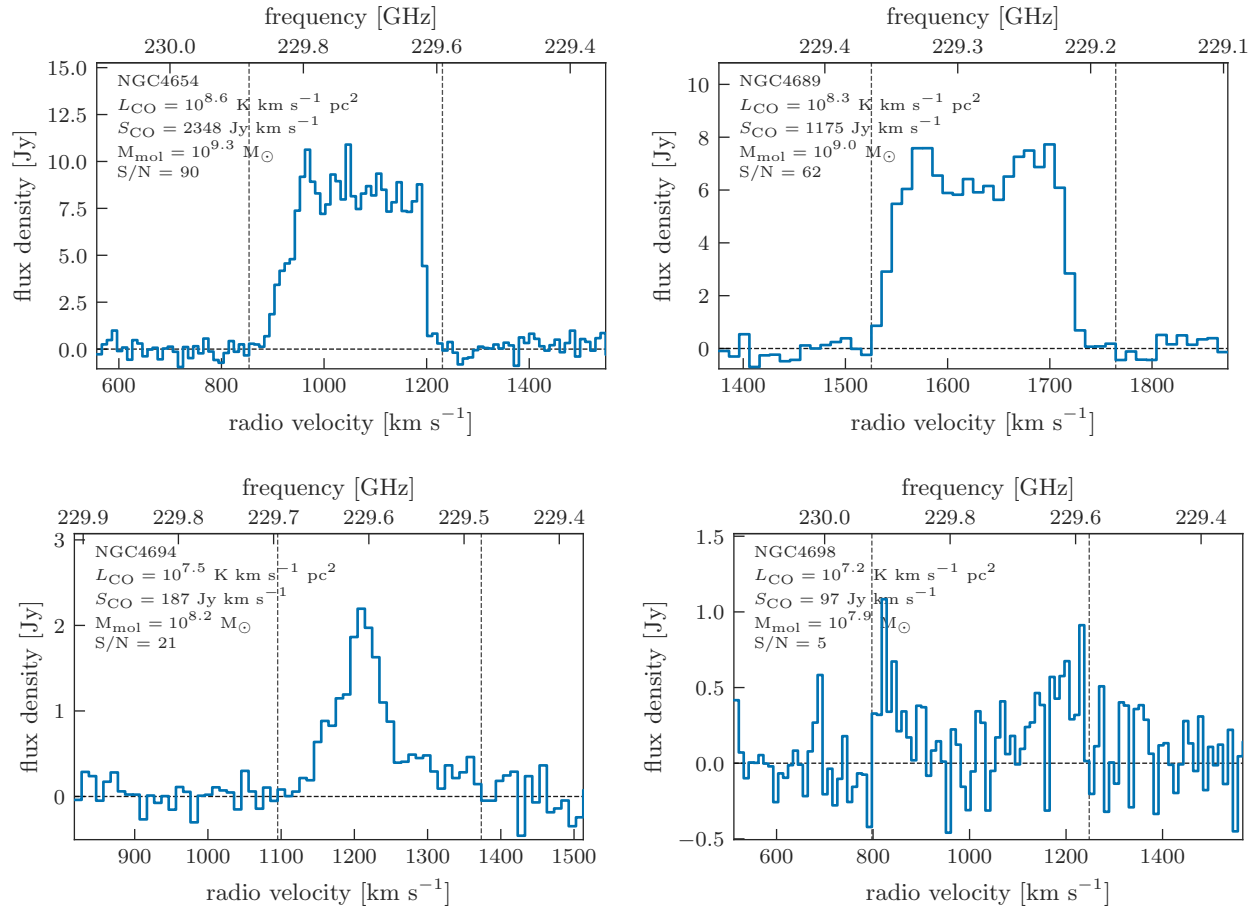 frequency [GHz]
230.0 229.8 229.6 229.4
15.0
12.5
10.0
7.5
5.0
2.5
0.0
flux density [Jy]
NGC4654
L_CO = 10^8.6 K km s^−1 pc^2
S_CO = 2348 Jy km s^−1
M_mol = 10^9.3 M_⊙
S/N = 90
600 800 1000 1200 1400
radio velocity [km s^−1]
frequency [GHz]
229.4 229.3 229.2 229.1
10
8
6
4
2
0
flux density [Jy]
NGC4689
L_CO = 10^8.3 K km s^−1 pc^2
S_CO = 1175 Jy km s^−1
M_mol = 10^9.0 M_⊙
S/N = 62
1400 1500 1600 1700 1800
radio velocity [km s^−1]
frequency [GHz]
229.9 229.8 229.7 229.6 229.5 229.4
3
2
1
0
flux density [Jy]
NGC4694
L_CO = 10^7.5 K km s^−1 pc^2
S_CO = 187 Jy km s^−1
M_mol = 10^8.2 M_⊙
S/N = 21
900 1000 1100 1200 1300 1400 1500
radio velocity [km s^−1]
frequency [GHz]
230.0 229.8 229.6 229.4
1.5
1.0
0.5
0.0
−0.5
flux density [Jy]
NGC4698
L_CO = 10^7.2 K km s^−1 pc^2
S_CO = 97 Jy km s^−1
M_mol = 10^7.9 M_⊙
S/N = 5
600 800 1000 1200 1400
radio velocity [km s^−1]